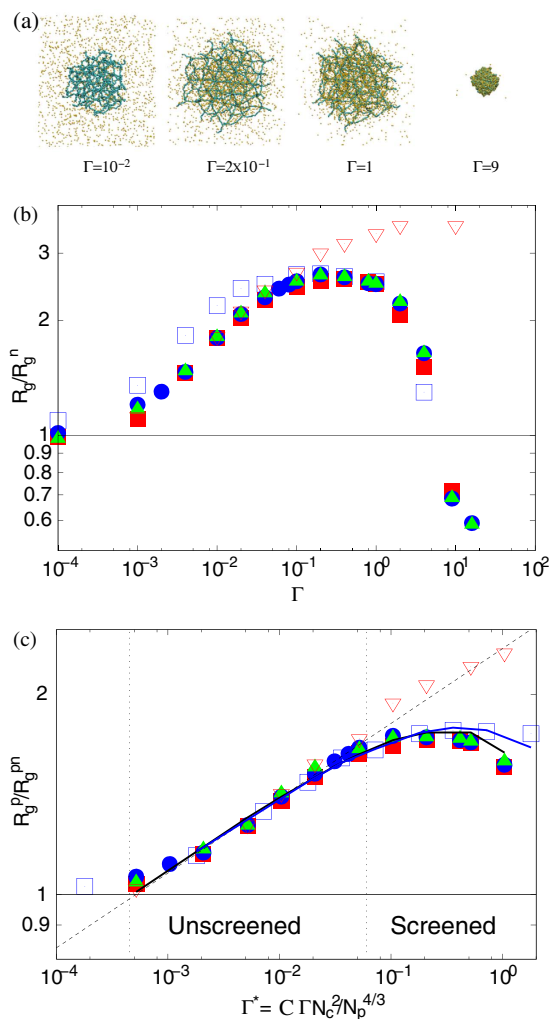 (a)
Γ=10⁻² Γ=2x10⁻¹ Γ=1 Γ=9
(b)
3
2
1
0.9
0.8
0.7
0.6
R_g/R_g^n
10⁻⁴ 10⁻³ 10⁻² 10⁻¹ 10⁰ 10¹ 10²
Γ
(c)
2
1
0.9
R_g^p/R_g^pn
Unscreened Screened
10⁻⁴ 10⁻³ 10⁻² 10⁻¹ 10⁰
Γ* = C Γ N_c²/N_p^4/3